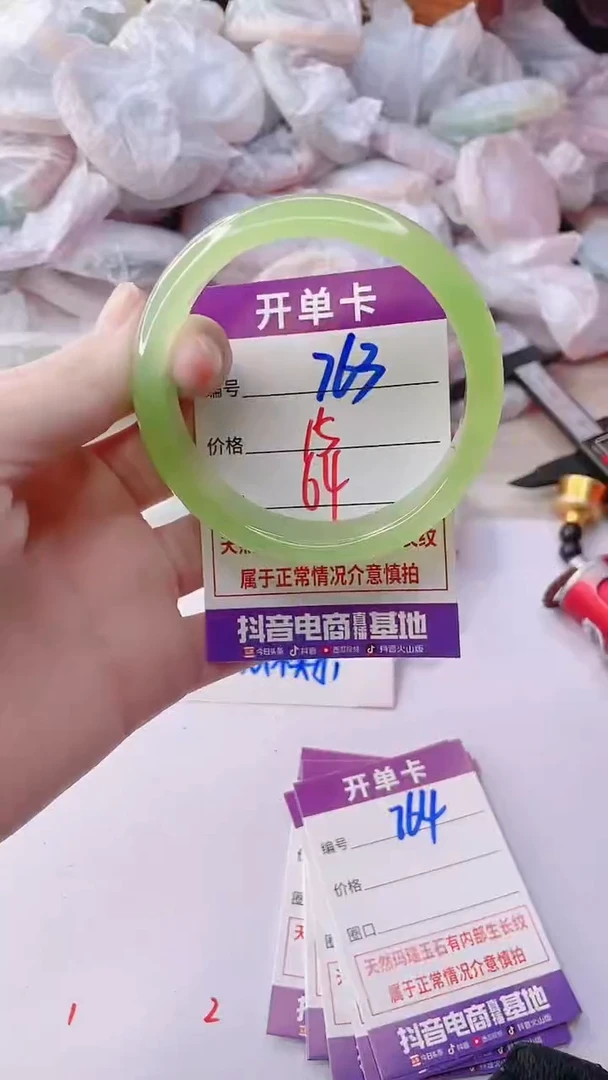 开单卡
编号 763
价格 15
64
属于正常情况介意慎拍
抖音电商直播基地
今日头条 抖音 西瓜视频 抖音火山版
开单卡
编号 764
价格
圈口
天然玛瑙玉石有内部生长纹
属于正常情况介意慎拍
抖音电商直播基地
今日头条 抖音 西瓜视频 抖音火山版
1 2